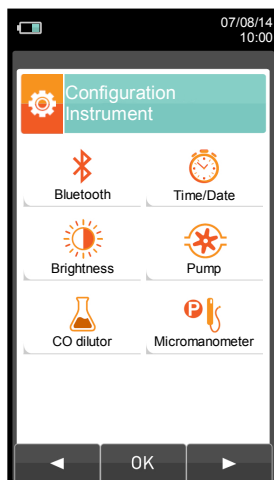 07/08/14
10:00
Configuration
Instrument
Bluetooth
Time/Date
Brightness
Pump
CO dilutor
P
Micromanometer
◄ OK ►